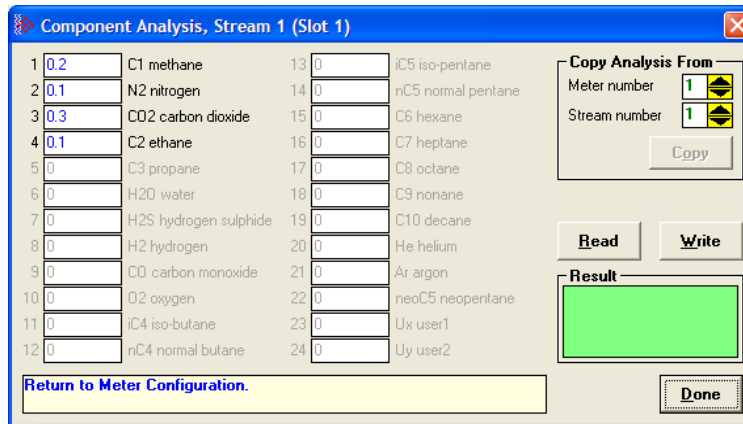 Component Analysis, Stream 1 (Slot 1)
1 0.2 C1 methane
2 0.1 N2 nitrogen
3 0.3 CO2 carbon dioxide
4 0.1 C2 ethane
5 0 C3 propane
6 0 H2O water
7 0 H2S hydrogen sulphide
8 0 H2 hydrogen
9 0 CO carbon monoxide
10 0 O2 oxygen
11 0 iC4 iso-butane
12 0 nC4 normal butane
13 0 iC5 iso-pentane
14 0 nC5 normal pentane
15 0 C6 hexane
16 0 C7 heptane
17 0 C8 octane
18 0 C9 nonane
19 0 C10 decane
20 0 He helium
21 0 Ar argon
22 0 neoC5 neopentane
23 0 Ux user1
24 0 Uy user2
Copy Analysis From
Meter number 1
Stream number 1
Copy
Read Write
Result
Return to Meter Configuration.
Done